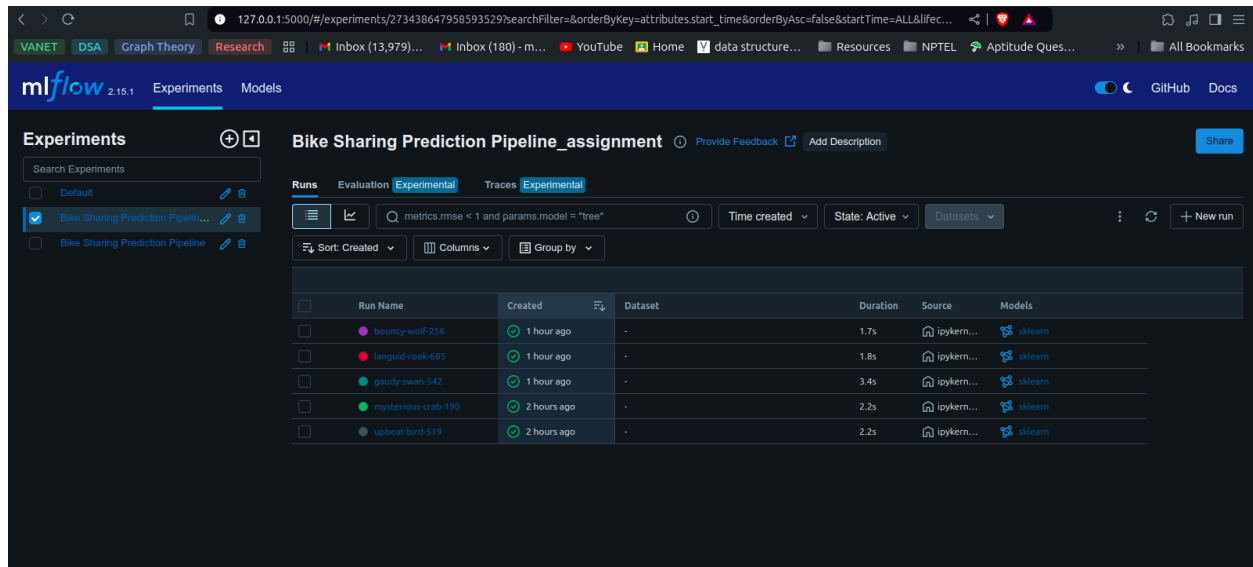 127.0.0.1:5000/#/experiments/273438647958593529?searchFilter=&orderByKey=attributes.start_time&orderByAsc=false&startTime=ALL&lifec...
VANET DSA Graph Theory Research Inbox (13,979)... Inbox (180) - m... YouTube Home data structure... Resources NPTEL Aptitude Ques... » All Bookmarks
mlflow 2.15.1 Experiments Models GitHub Docs
Experiments
Search Experiments
Default
Bike Sharing Prediction Pipelin...
Bike Sharing Prediction Pipeline
Bike Sharing Prediction Pipeline_assignment Provide Feedback Add Description Share
Runs Evaluation Experimental Traces Experimental
metrics.rmse < 1 and params.model = "tree" Time created State: Active Datasets + New run
Sort: Created Columns Group by
Run Name Created Dataset Duration Source Models
bouncy-wolf-256 1 hour ago - 1.7s ipykern... sklearn
languid-rook-685 1 hour ago - 1.8s ipykern... sklearn
gaudy-swan-542 1 hour ago - 3.4s ipykern... sklearn
mysterious-crab-190 2 hours ago - 2.2s ipykern... sklearn
upbeat-bird-519 2 hours ago - 2.2s ipykern... sklearn